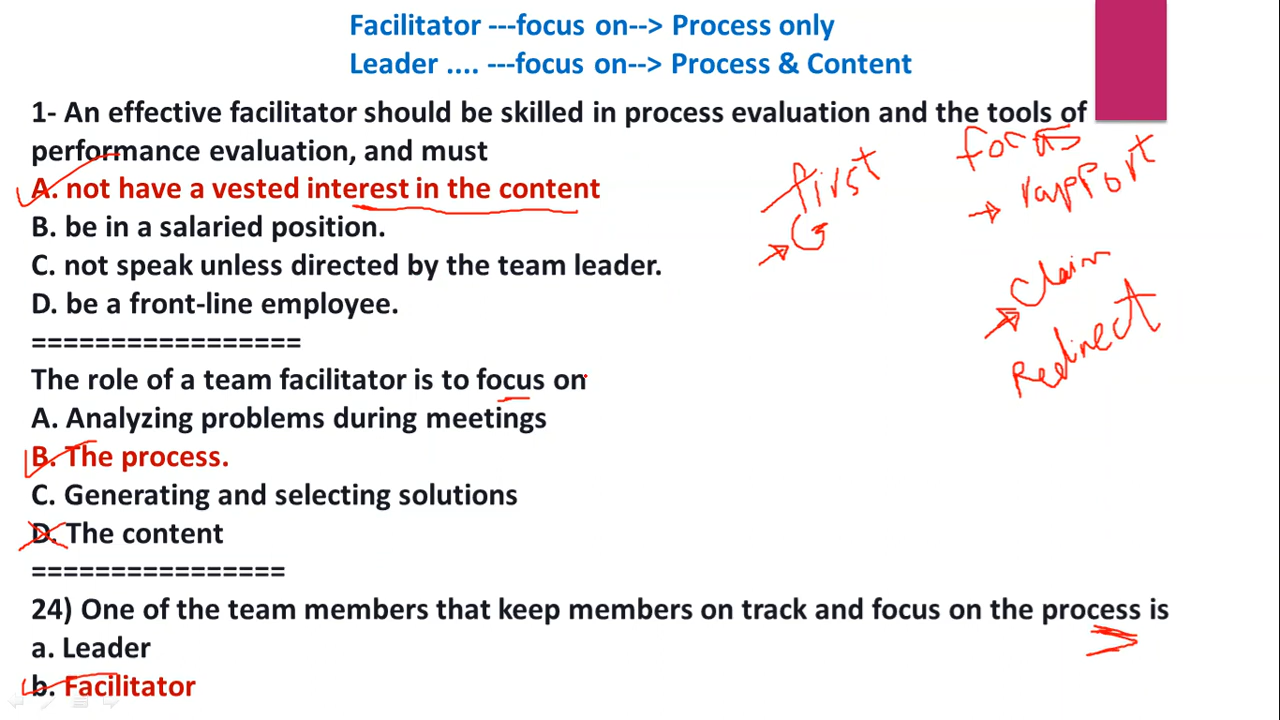 Facilitator ---focus on--> Process only
Leader .... ---focus on--> Process & Content
1- An effective facilitator should be skilled in process evaluation and the tools of
performance evaluation, and must
A. not have a vested interest in the content
B. be in a salaried position.
C. not speak unless directed by the team leader.
D. be a front-line employee.
=================
The role of a team facilitator is to focus on
A. Analyzing problems during meetings
B. The process.
C. Generating and selecting solutions
D. The content
================
24) One of the team members that keep members on track and focus on the process is
a. Leader
b. Facilitator
first
G
focus
rapport
Claim
Redirect